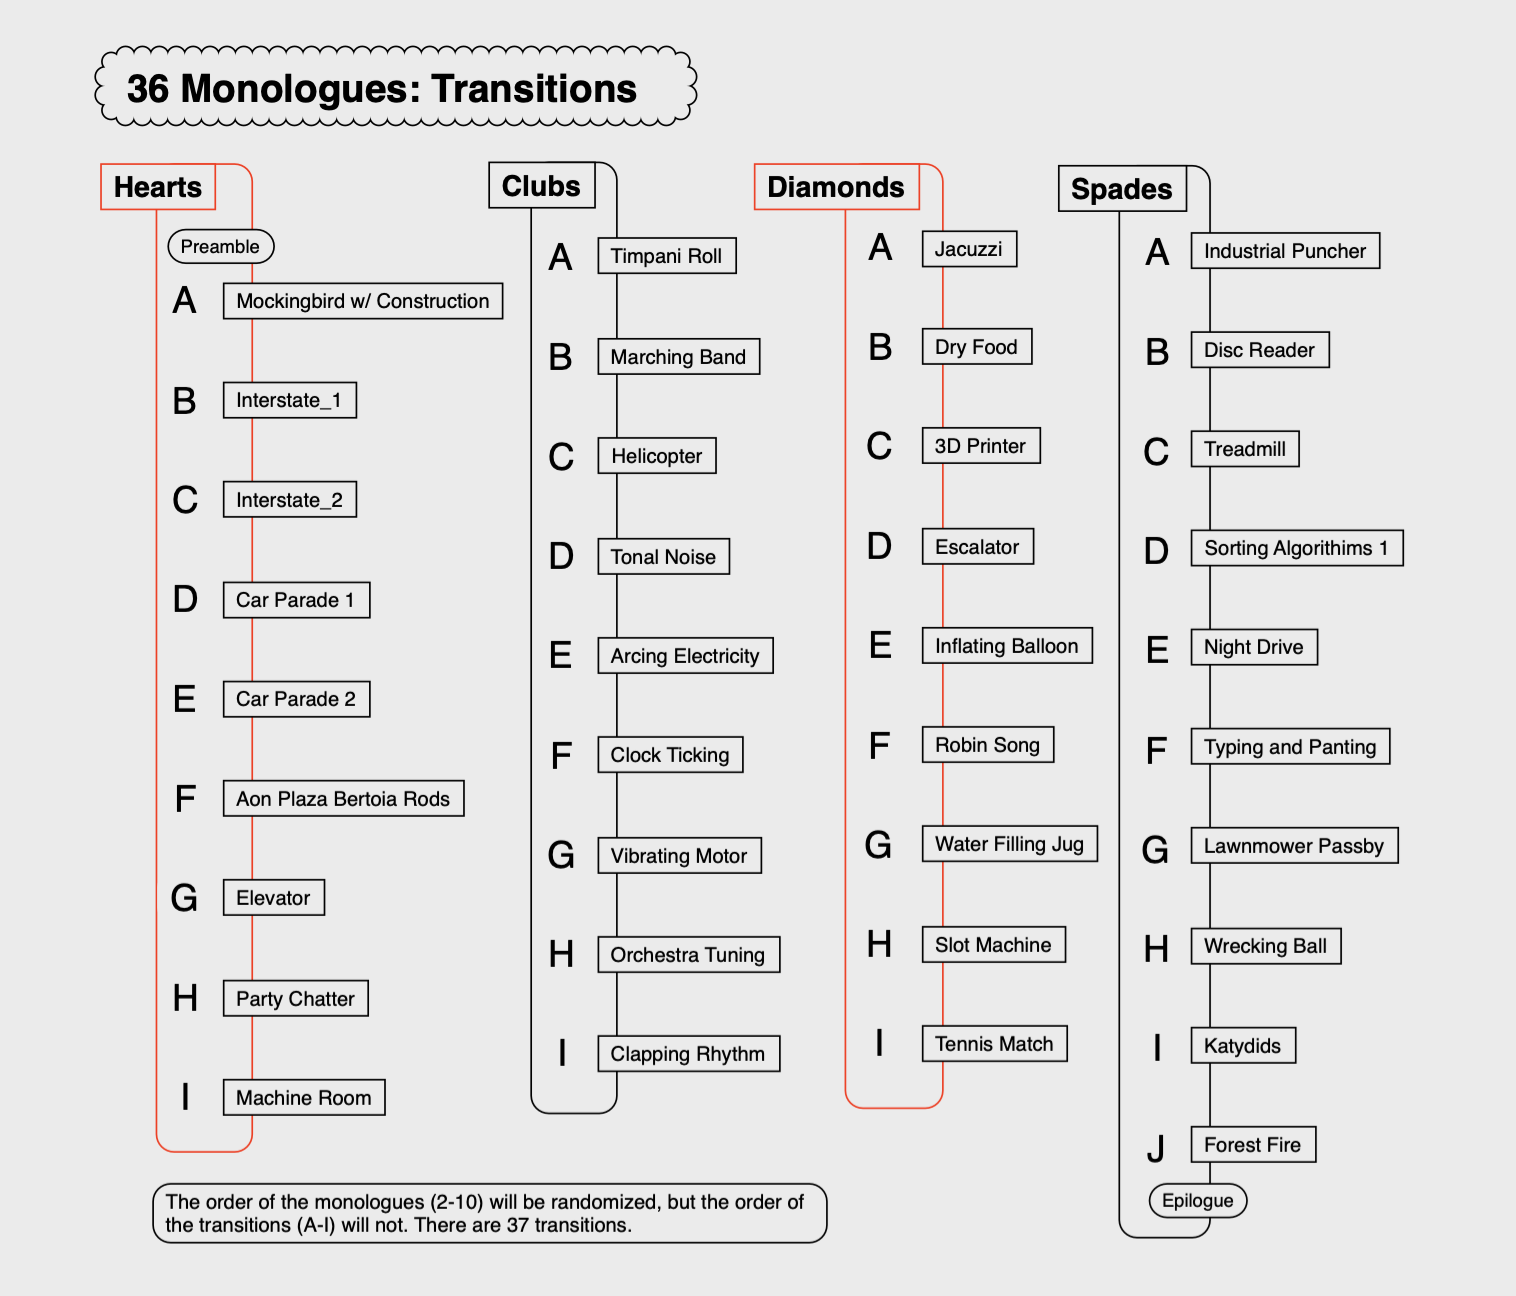 36 Monologues: Transitions
Hearts
Preamble
A Mockingbird w/ Construction
B Interstate_1
C Interstate_2
D Car Parade 1
E Car Parade 2
F Aon Plaza Bertoia Rods
G Elevator
H Party Chatter
I Machine Room
Clubs
A Timpani Roll
B Marching Band
C Helicopter
D Tonal Noise
E Arcing Electricity
F Clock Ticking
G Vibrating Motor
H Orchestra Tuning
I Clapping Rhythm
Diamonds
A Jacuzzi
B Dry Food
C 3D Printer
D Escalator
E Inflating Balloon
F Robin Song
G Water Filling Jug
H Slot Machine
I Tennis Match
Spades
A Industrial Puncher
B Disc Reader
C Treadmill
D Sorting Algorithims 1
E Night Drive
F Typing and Panting
G Lawnmower Passby
H Wrecking Ball
I Katydids
J Forest Fire
Epilogue
The order of the monologues (2-10) will be randomized, but the order of
the transitions (A-I) will not. There are 37 transitions.